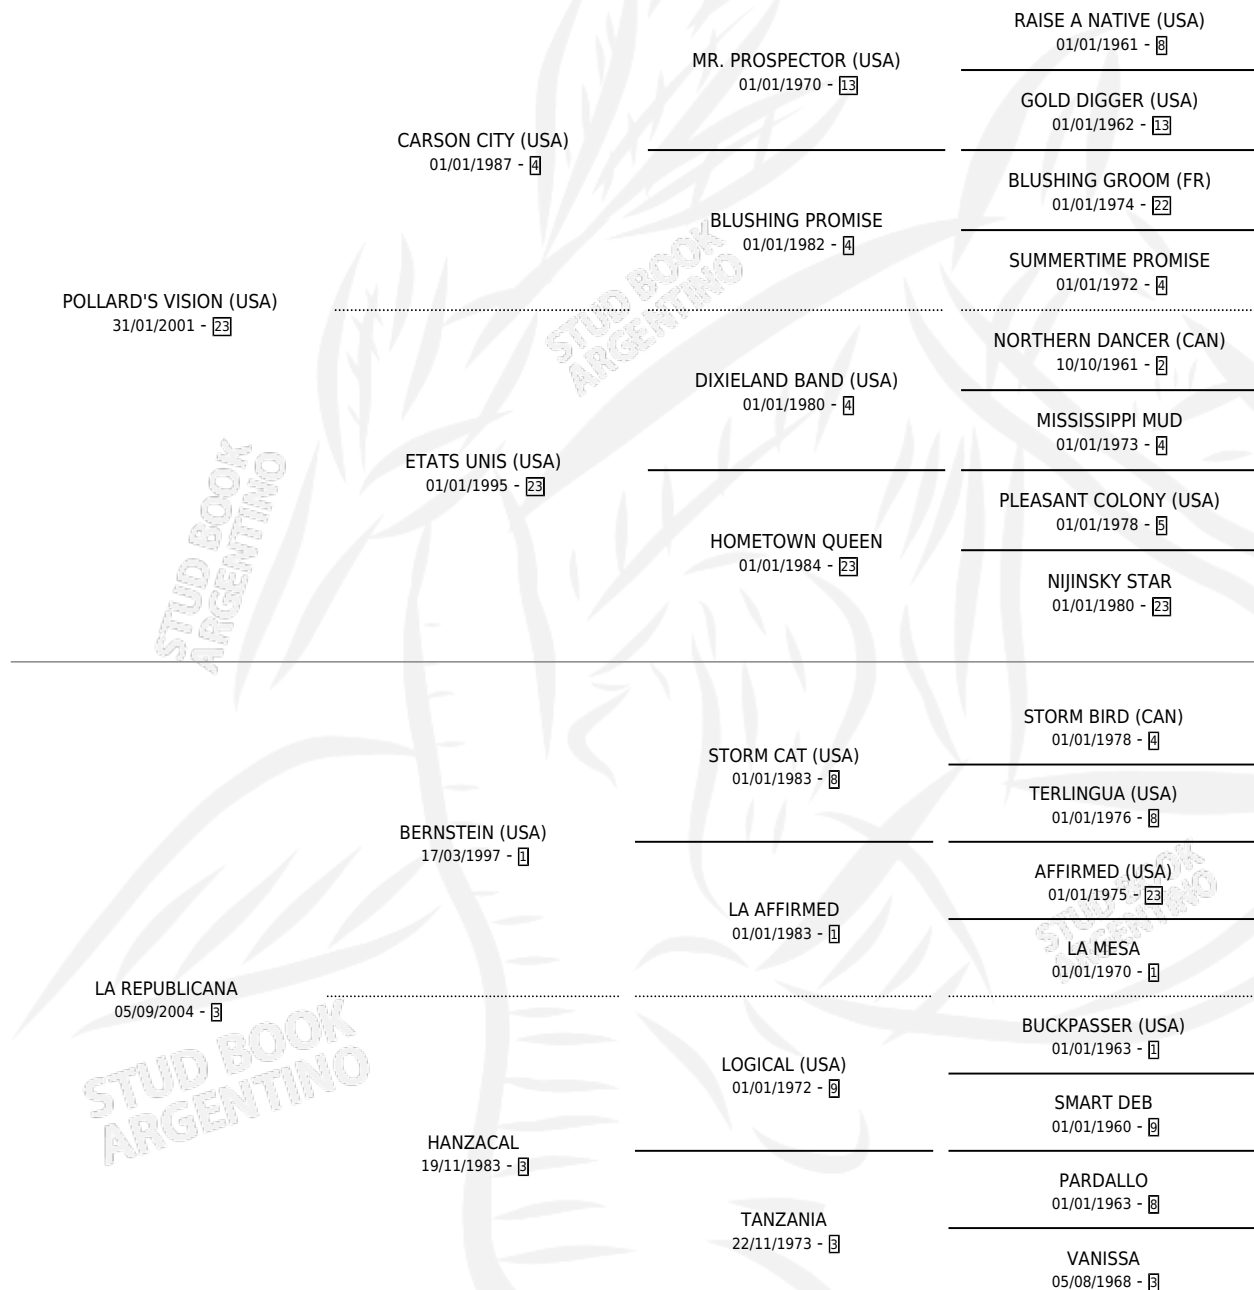 RAISE A NATIVE (USA)
01/01/1961 - 8
MR. PROSPECTOR (USA)
01/01/1970 - 13
GOLD DIGGER (USA)
01/01/1962 - 13
CARSON CITY (USA)
01/01/1987 - 4
BLUSHING GROOM (FR)
01/01/1974 - 22
BLUSHING PROMISE
01/01/1982 - 4
SUMMERTIME PROMISE
01/01/1972 - 4
POLLARD'S VISION (USA)
31/01/2001 - 23
STUD BOOK
ARGENTINO
NORTHERN DANCER (CAN)
10/10/1961 - 2
DIXIELAND BAND (USA)
01/01/1980 - 4
MISSISSIPPI MUD
01/01/1973 - 4
ETATS UNIS (USA)
01/01/1995 - 23
PLEASANT COLONY (USA)
01/01/1978 - 5
HOMETOWN QUEEN
01/01/1984 - 23
NIJINSKY STAR
01/01/1980 - 23
STUD BOOK
ARGENTINO
STORM BIRD (CAN)
01/01/1978 - 4
STORM CAT (USA)
01/01/1983 - 8
TERLINGUA (USA)
01/01/1976 - 8
BERNSTEIN (USA)
17/03/1997 - 1
AFFIRMED (USA)
01/01/1975 - 23
LA AFFIRMED
01/01/1983 - 1
STUD BOOK
ARGENTINO
LA MESA
01/01/1970 - 1
LA REPUBLICANA
05/09/2004 - 3
STUD BOOK
ARGENTINO
BUCKPASSER (USA)
01/01/1963 - 1
LOGICAL (USA)
01/01/1972 - 9
SMART DEB
01/01/1960 - 9
HANZACAL
19/11/1983 - 3
PARDALLO
01/01/1963 - 8
TANZANIA
22/11/1973 - 3
VANISSA
05/08/1968 - 3